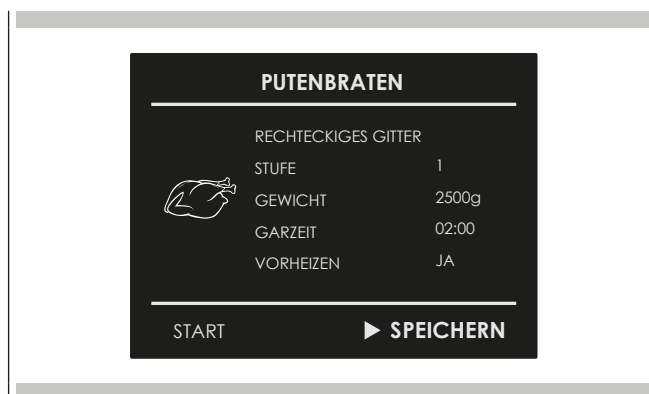 PUTENBRATEN
RECHTECKIGES GITTER
STUFE 1
GEWICHT 2500g
GARZEIT 02:00
VORHEIZEN JA
START ▶ SPEICHERN